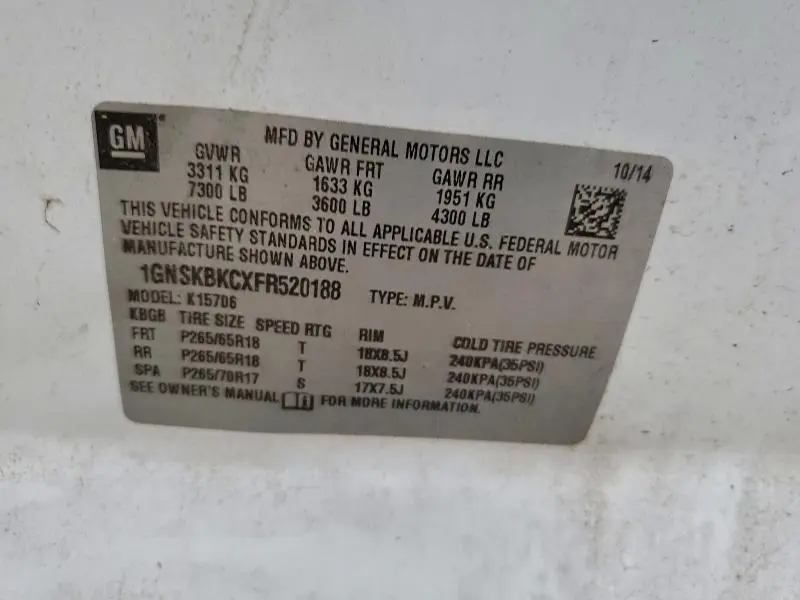 GM
MFD BY GENERAL MOTORS LLC
10/14
GVWR GAWR FRT GAWR RR
3311 KG 1633 KG 1951 KG
7300 LB 3600 LB 4300 LB
THIS VEHICLE CONFORMS TO ALL APPLICABLE U.S. FEDERAL MOTOR
VEHICLE SAFETY STANDARDS IN EFFECT ON THE DATE OF
MANUFACTURE SHOWN ABOVE.
1GNSKBKCXFR520188 TYPE: M.P.V.
MODEL: K15706
KBGB TIRE SIZE SPEED RTG RIM COLD TIRE PRESSURE
FRT P265/65R18 T 18X8.5J 240KPA(35PSI)
RR P265/65R18 T 18X8.5J 240KPA(35PSI)
SPA P265/70R17 S 17X7.5J 240KPA(35PSI)
SEE OWNER'S MANUAL FOR MORE INFORMATION.